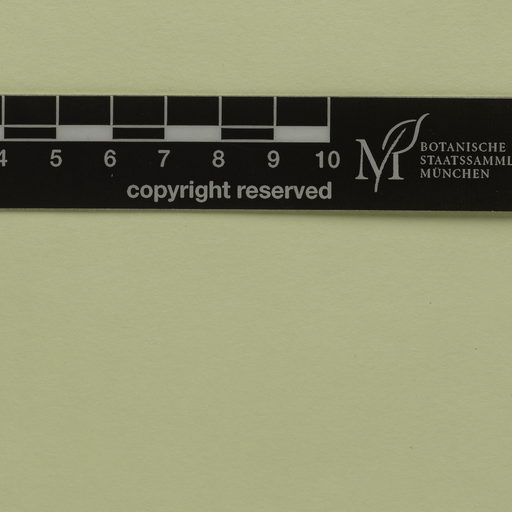 4 5 6 7 8 9 10
copyright reserved
M
BOTANISCHE
STAATSSAMML
MÜNCHEN